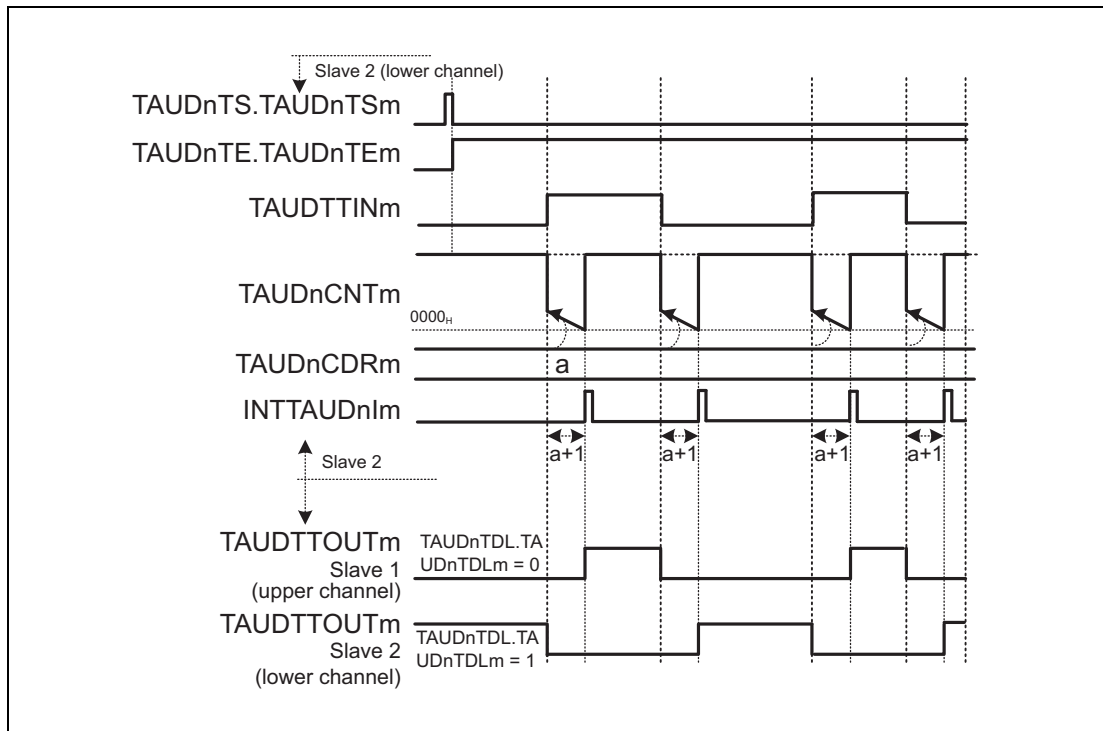 Slave 2 (lower channel)
TAUDnTS.TAUDnTSm
TAUDnTE.TAUDnTEm
TAUDTTINm
TAUDnCNTm
0000H
TAUDnCDRm
a
INTTAUDnIm
a+1 a+1 a+1 a+1
Slave 2
TAUDTTOUTm
Slave 1
(upper channel)
TAUDnTDL.TA
UDnTDLm = 0
TAUDTTOUTm
Slave 2
(lower channel)
TAUDnTDL.TA
UDnTDLm = 1